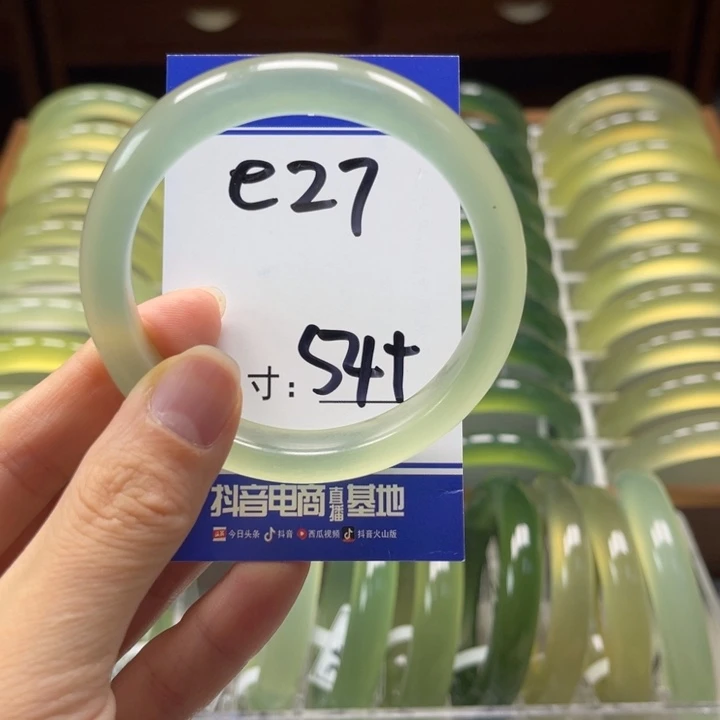 e27
寸：54+
抖音电商直播基地
今日头条 抖音 西瓜视频 抖音火山版